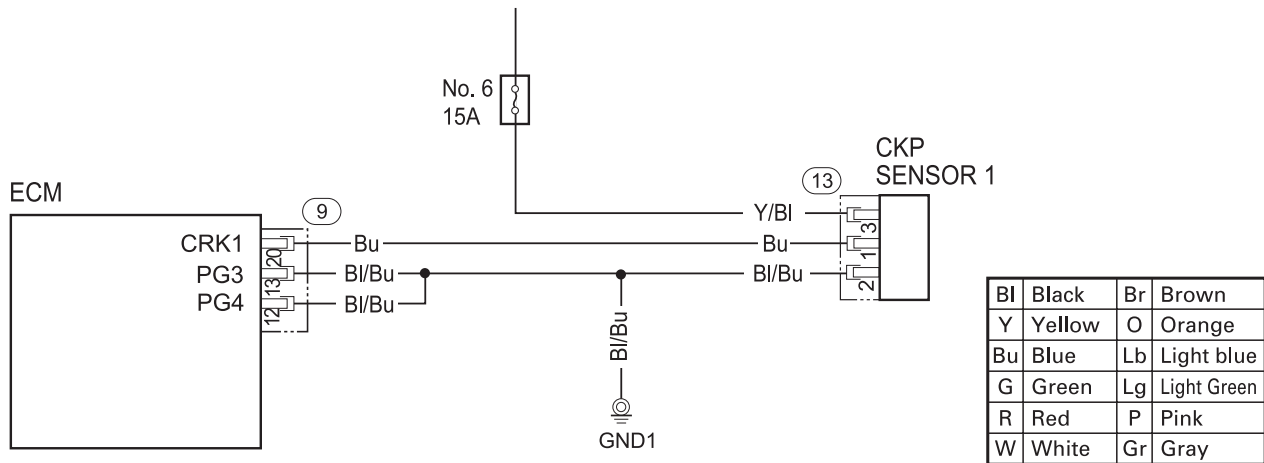 No. 6
15A
CKP
SENSOR 1
13
ECM
9
Y/Bl
3
CRK1
20
Bu
Bu
1
PG3
13
Bl/Bu
Bl/Bu
2
PG4
12
Bl/Bu
Bl/Bu
GND1
Bl Black Br Brown
Y Yellow O Orange
Bu Blue Lb Light blue
G Green Lg Light Green
R Red P Pink
W White Gr Gray